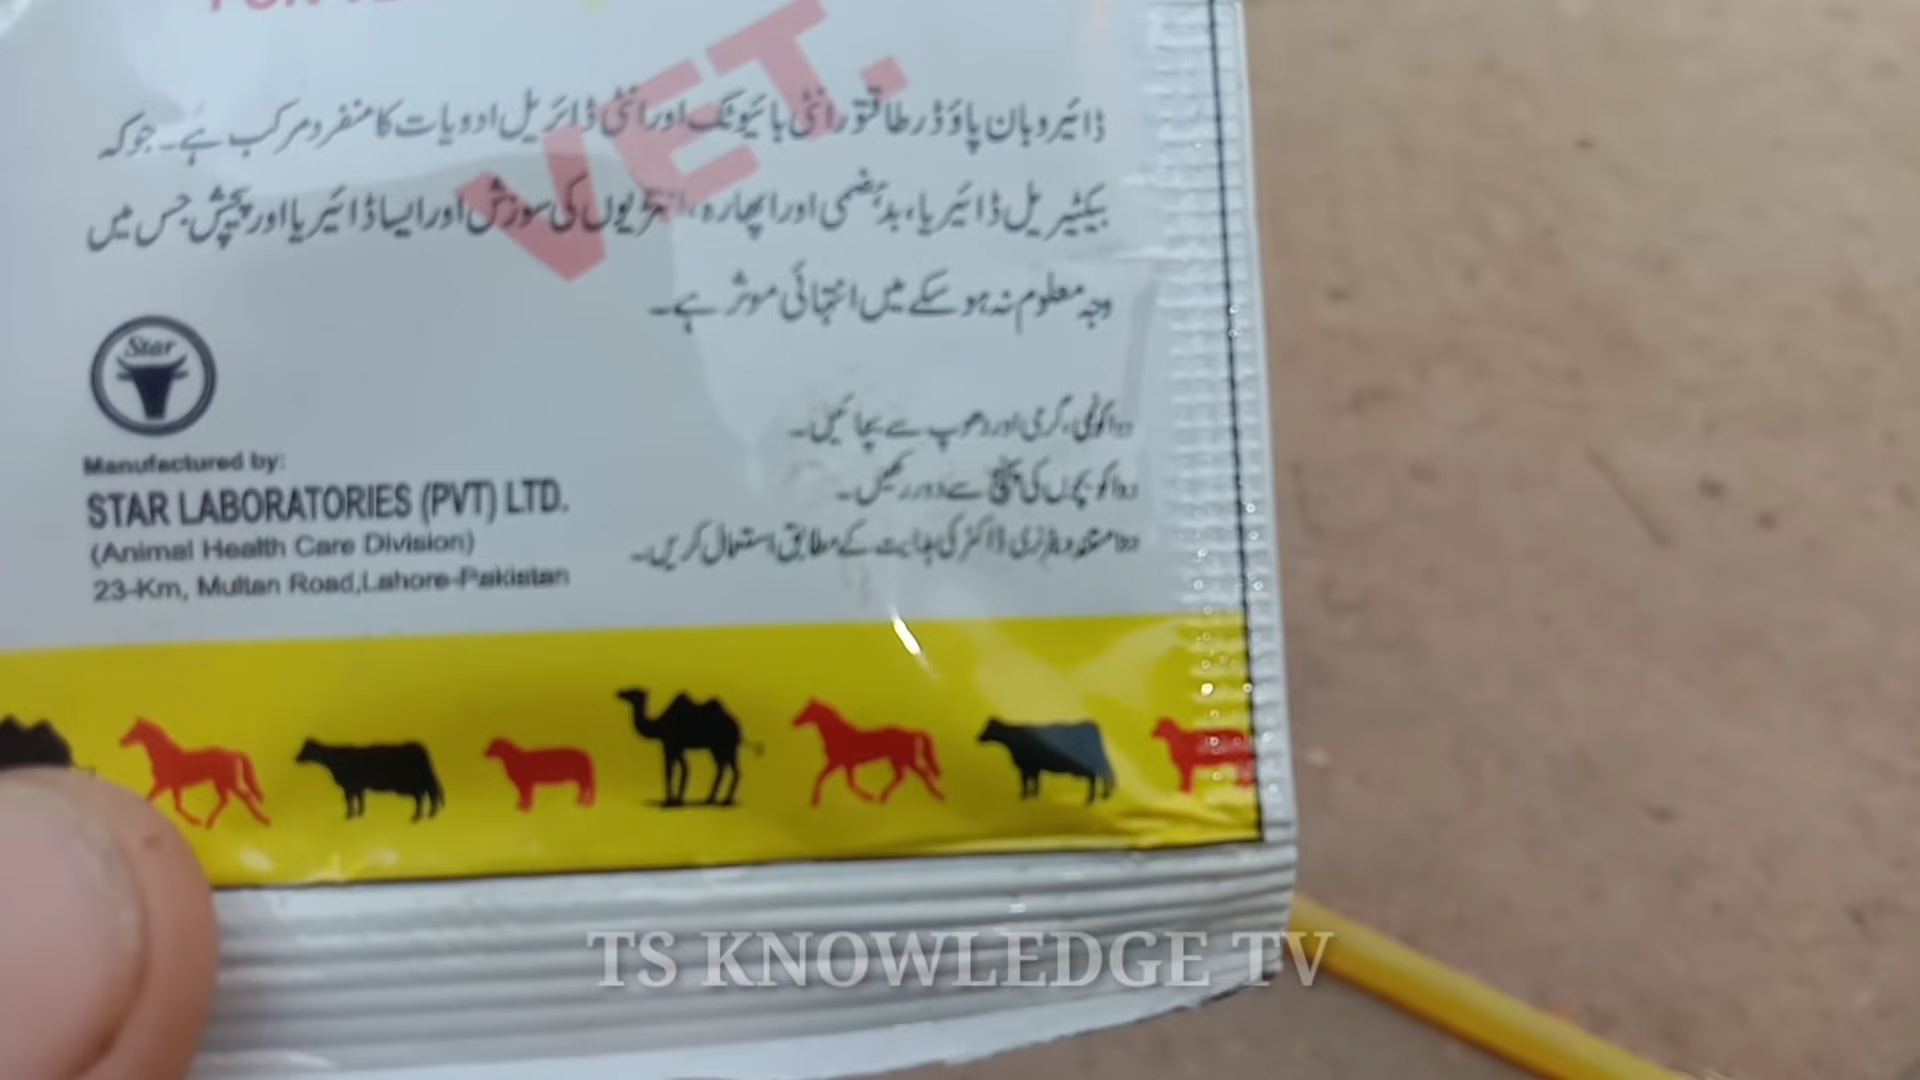 VET.
ڈائیروبان پاؤڈر طاقتور انٹی بائیوٹک اور انٹی ڈائریل ادویات کا منفرد مرکب ہے۔ جو کہ
بیکٹیریل ڈائیریا، بدہضمی اور اپھارہ، انتڑیوں کی سوزش اور ایسا ڈائیریا اور پیچش جس میں
وجہ معلوم نہ ہو سکے میں انتہائی موثر ہے۔
دوا کو نمی، گرمی اور دھوپ سے بچائیں۔
دوا کو بچوں کی پہنچ سے دور رکھیں۔
دوا مستند ویٹرنری ڈاکٹر کی ہدایت کے مطابق استعمال کریں۔
Star
Manufactured by:
STAR LABORATORIES (PVT) LTD.
(Animal Health Care Division)
23-Km, Multan Road,Lahore-Pakistan
TS KNOWLEDGE TV